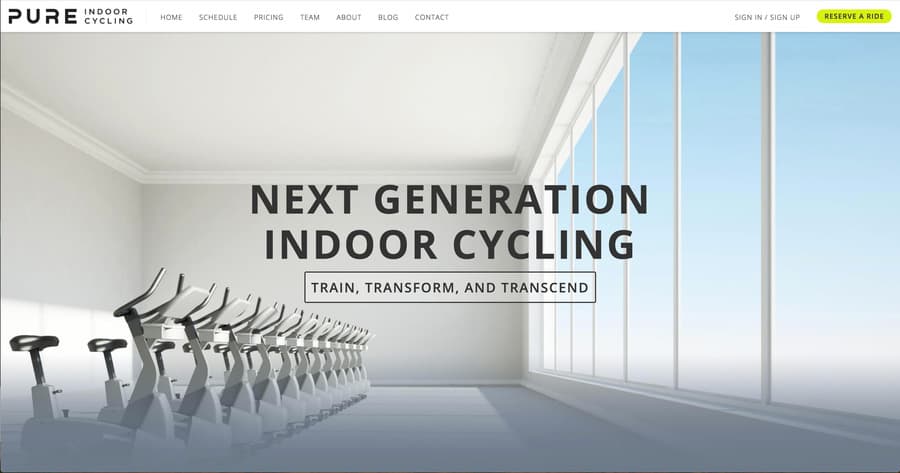 PURE INDOOR CYCLING
HOME SCHEDULE PRICING TEAM ABOUT BLOG CONTACT SIGN IN / SIGN UP RESERVE A RIDE
NEXT GENERATION
INDOOR CYCLING
TRAIN, TRANSFORM, AND TRANSCEND